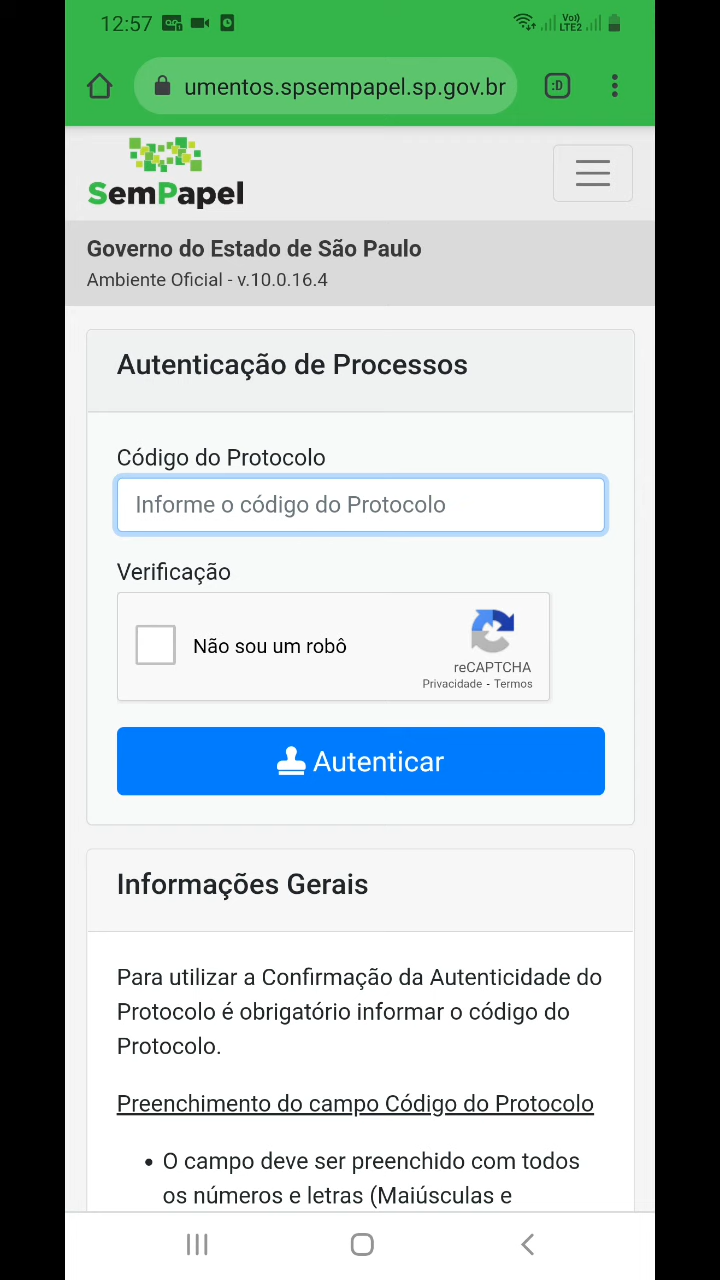 12:57
Vo))
LTE2
umentos.spsempapel.sp.gov.br
:D
SemPapel
Governo do Estado de São Paulo
Ambiente Oficial - v.10.0.16.4
Autenticação de Processos
Código do Protocolo
Informe o código do Protocolo
Verificação
Não sou um robô
reCAPTCHA
Privacidade - Termos
Autenticar
Informações Gerais
Para utilizar a Confirmação da Autenticidade do
Protocolo é obrigatório informar o código do
Protocolo.
Preenchimento do campo Código do Protocolo
• O campo deve ser preenchido com todos
os números e letras (Maiúsculas e